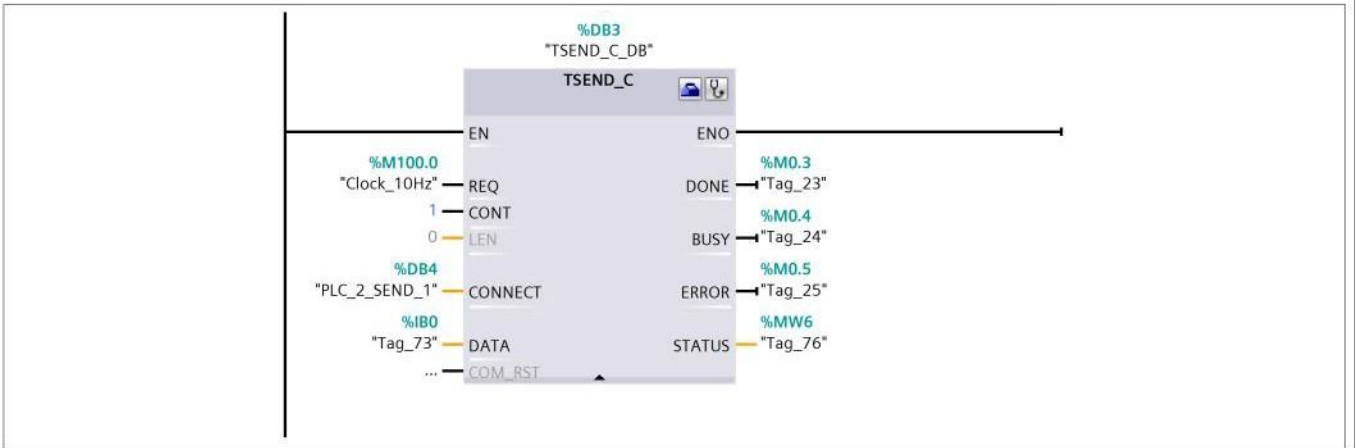 %DB3
"TSEND_C_DB"
TSEND_C
EN ENO
%M100.0 %M0.3
"Clock_10Hz" REQ DONE "Tag_23"
1 CONT %M0.4
0 LEN BUSY "Tag_24"
%DB4 %M0.5
"PLC_2_SEND_1" CONNECT ERROR "Tag_25"
%IB0 %MW6
"Tag_73" DATA STATUS "Tag_76"
... COM_RST